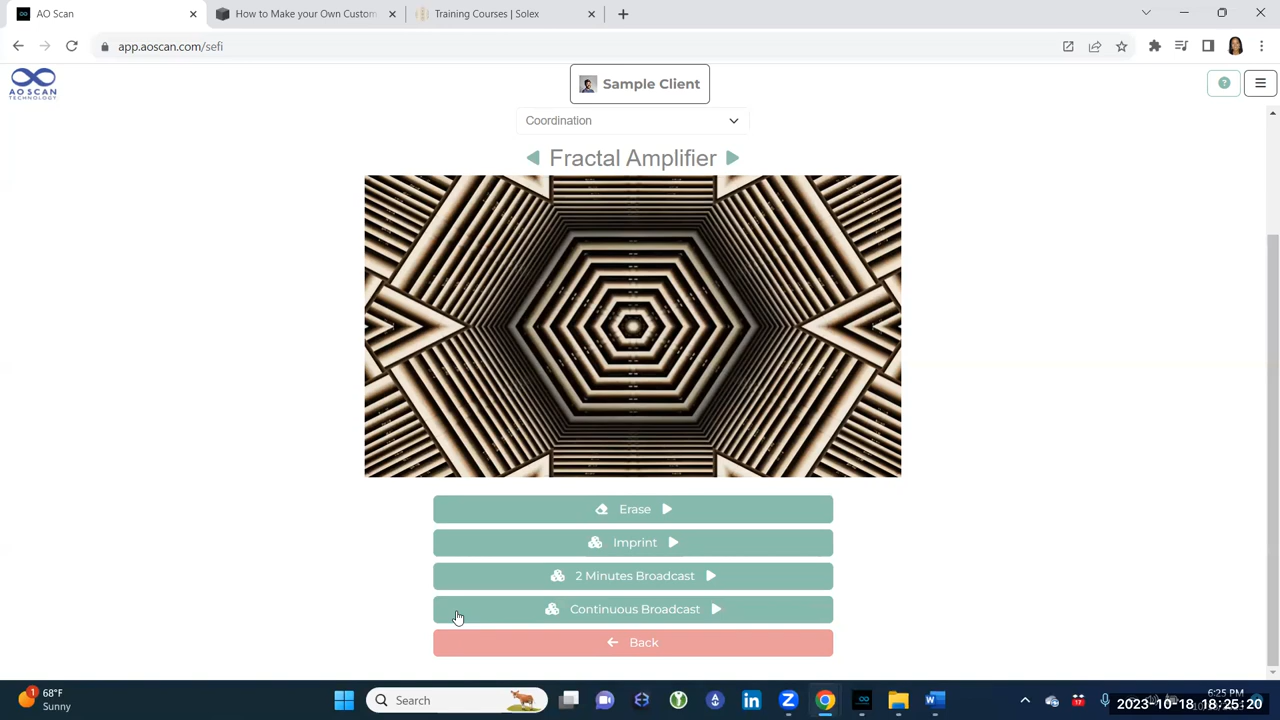 AO Scan
How to Make your Own Custom
Training Courses | Solex
app.aoscan.com/sefi
AO SCAN
TECHNOLOGY
Sample Client
Coordination
Fractal Amplifier
Erase
Imprint
2 Minutes Broadcast
Continuous Broadcast
Back
1
68°F
Sunny
Search
17
6:25 PM
2023-10-18 18:25:20